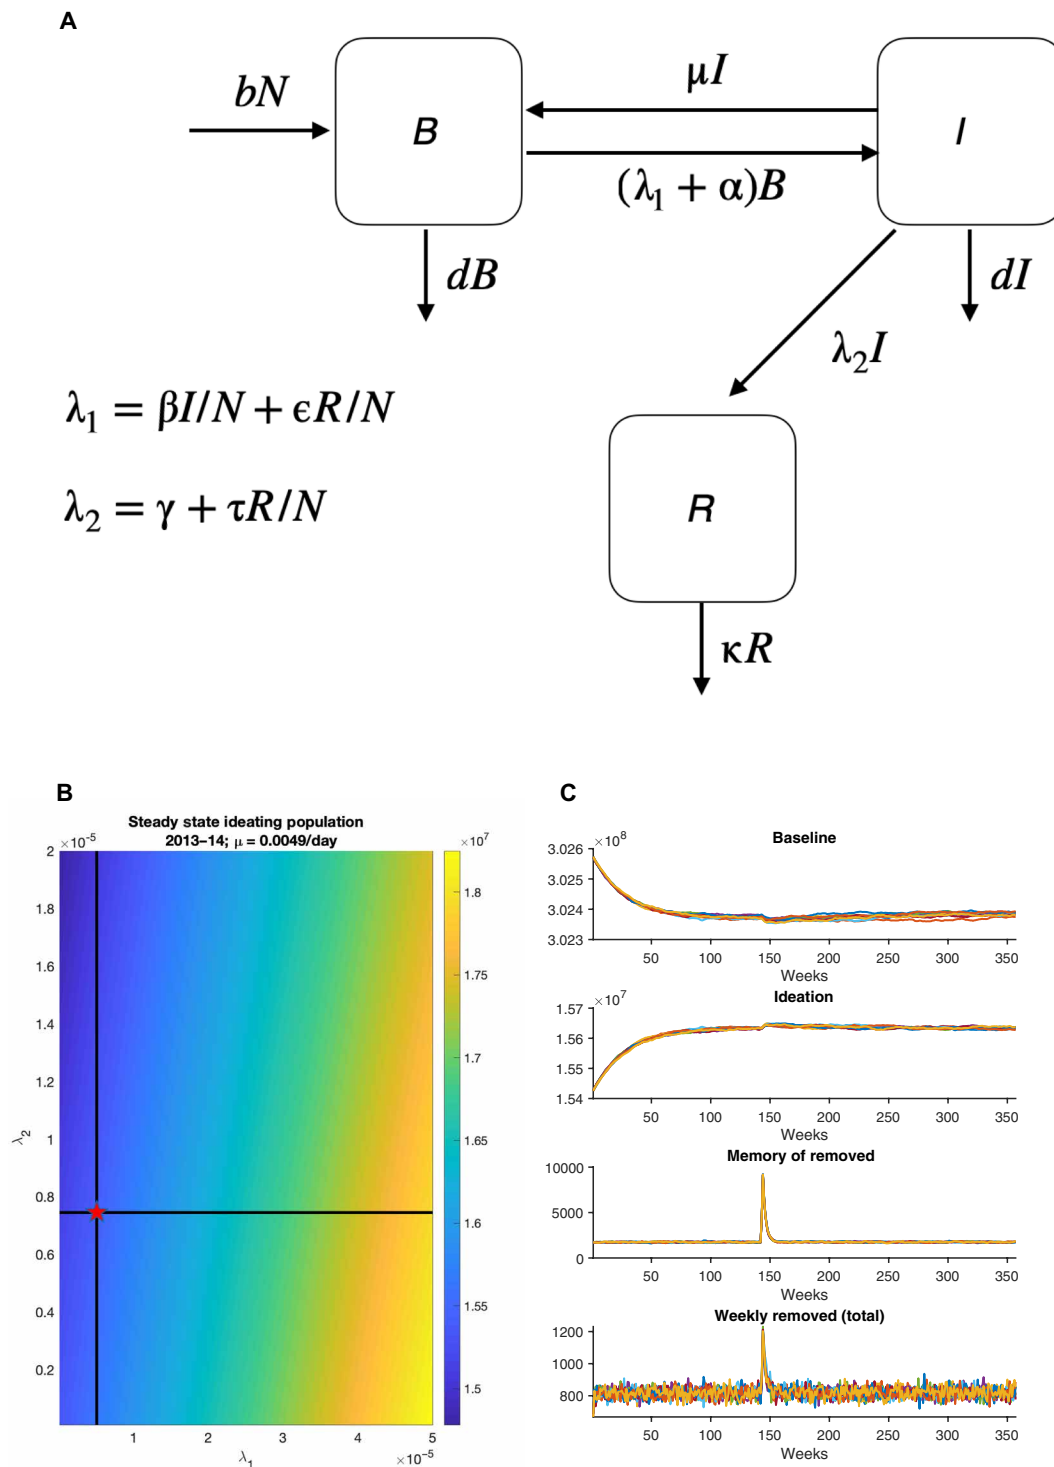 A
bN
B
μI
(λ₁ + α)B
I
dB
dI
λ₂I
λ₁ = βI/N + ϵR/N
λ₂ = γ + τR/N
R
κR
B
Steady state ideating population
2013–14; μ = 0.0049/day
×10⁻⁵
2
1.8
1.6
1.4
1.2
1
0.8
0.6
0.4
0.2
λ₂
1 2 3 4 5
λ₁
×10⁻⁵
×10⁷
1.8
1.75
1.7
1.65
1.6
1.55
1.5
C
Baseline
×10⁸
3.026
3.025
3.024
3.023
50 100 150 200 250 300 350
Weeks
Ideation
×10⁷
1.57
1.56
1.55
1.54
50 100 150 200 250 300 350
Weeks
Memory of removed
10000
5000
0
50 100 150 200 250 300 350
Weeks
Weekly removed (total)
1200
1000
800
50 100 150 200 250 300 350
Weeks